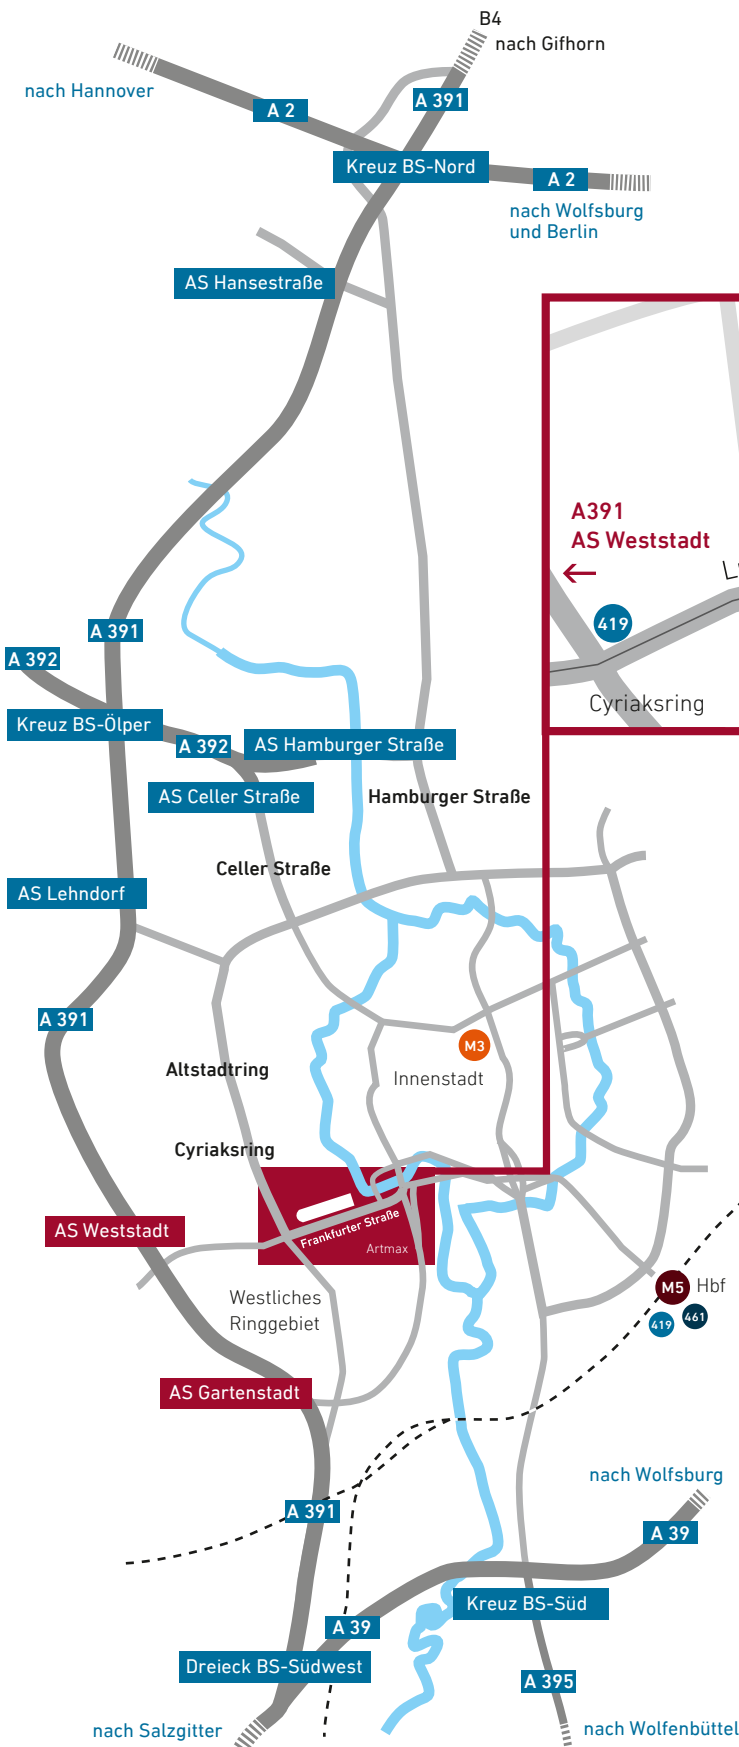 B4
nach Gifhorn
nach Hannover
A 2
A 391
Kreuz BS-Nord
A 2
nach Wolfsburg
und Berlin
AS Hansestraße
A391
AS Weststadt
←
419
Cyriaksring
A 391
A 392
Kreuz BS-Ölper
A 392
AS Hamburger Straße
AS Celler Straße
Hamburger Straße
Celler Straße
AS Lehndorf
A 391
M3
Innenstadt
Altstadtring
Cyriaksring
AS Weststadt
Frankfurter Straße
Artmax
Westliches
Ringgebiet
M5
Hbf
419
461
AS Gartenstadt
nach Wolfsburg
A 391
A 39
Kreuz BS-Süd
A 39
Dreieck BS-Südwest
A 395
nach Salzgitter
nach Wolfenbüttel